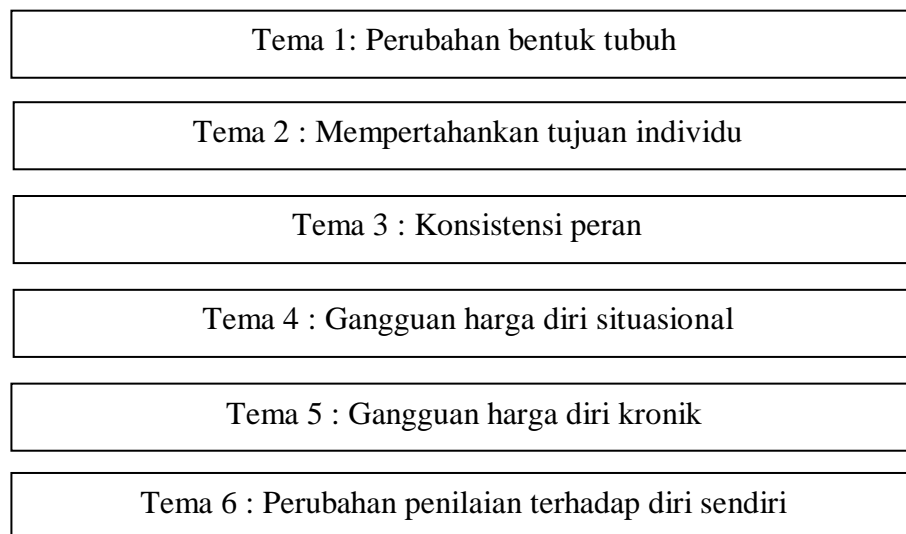 Tema 1: Perubahan bentuk tubuh
Tema 2 : Mempertahankan tujuan individu
Tema 3 : Konsistensi peran
Tema 4 : Gangguan harga diri situasional
Tema 5 : Gangguan harga diri kronik
Tema 6 : Perubahan penilaian terhadap diri sendiri